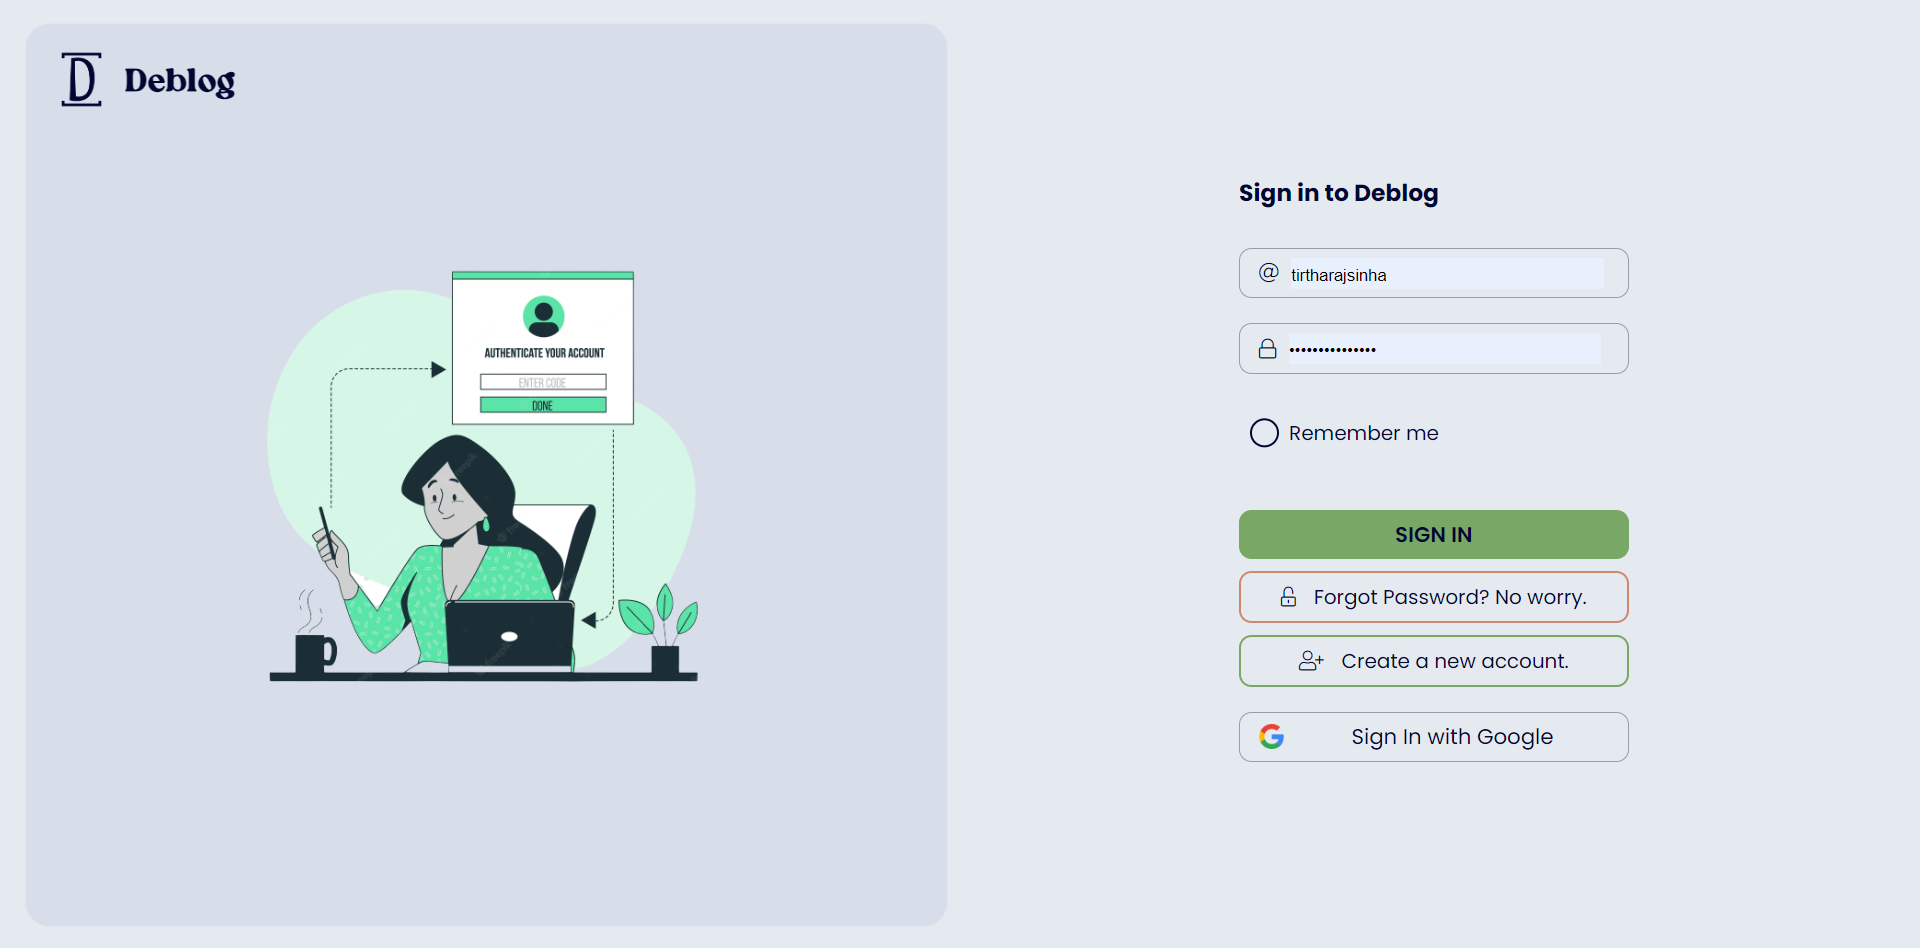 D Deblog
AUTHENTICATE YOUR ACCOUNT
ENTER CODE
DONE
Sign in to Deblog
@ tirtharajsinha
•••••••••••••••
Remember me
SIGN IN
Forgot Password? No worry.
Create a new account.
G Sign In with Google